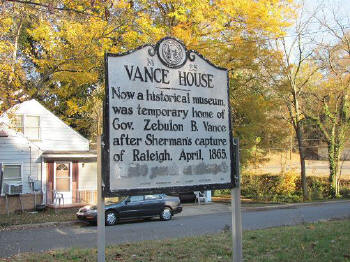 VANCE HOUSE
Now a historical museum,
was temporary home of
Gov. Zebulon B. Vance
after Sherman's capture
of Raleigh, April, 1865.